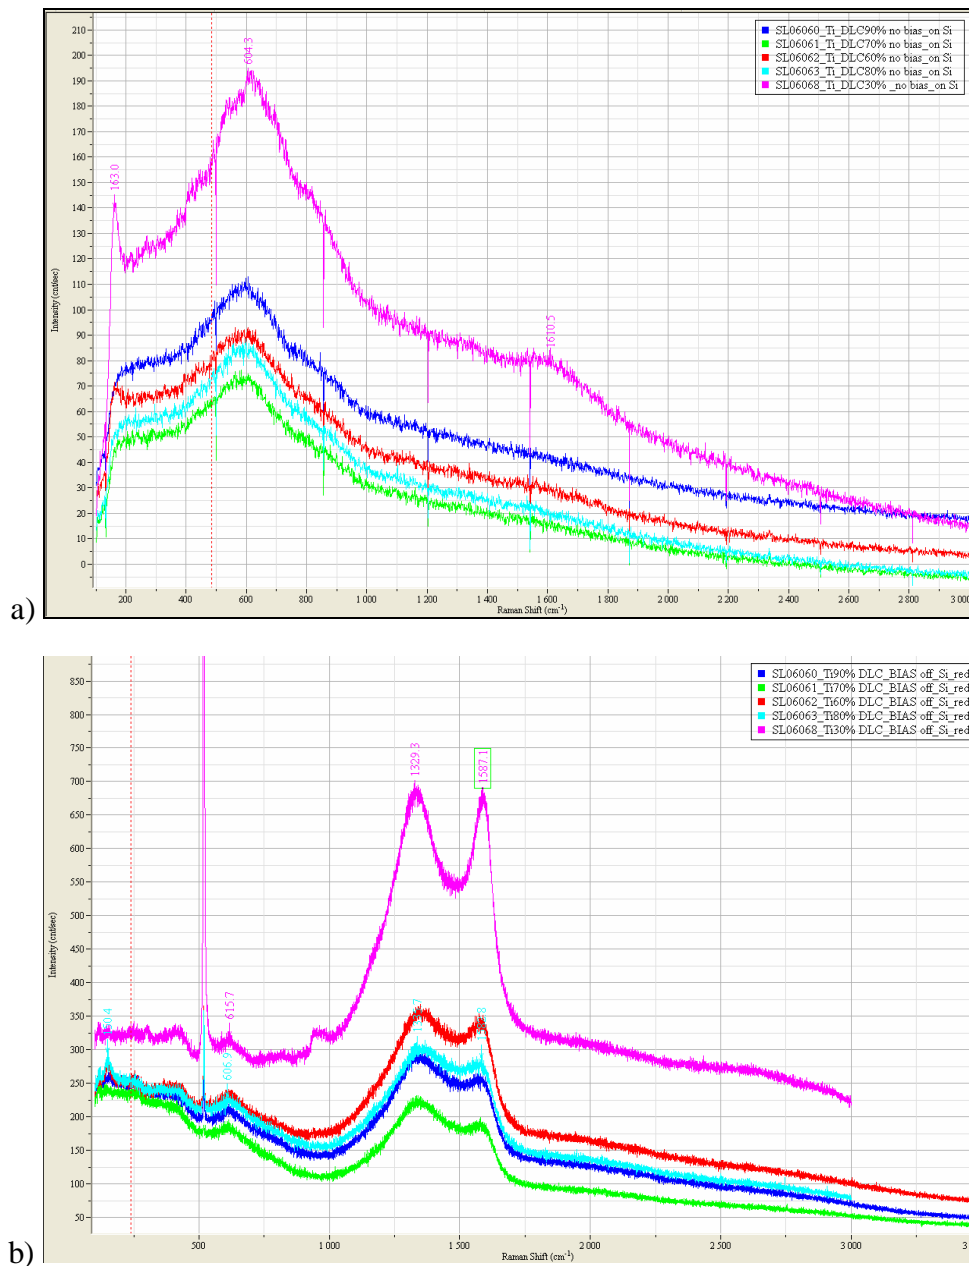 210
200
190
180
170
160
150
140
130
120
110
100
90
80
70
60
50
40
30
20
10
0
Intensity (cnt/sec)
163.0
604.3
1610.5
SL06060_Ti_DLC90% no bias_on Si
SL06061_Ti_DLC70% no bias_on Si
SL06062_Ti_DLC60% no bias_on Si
SL06063_Ti_DLC80% no bias_on Si
SL06068_Ti_DLC30% _no bias_on Si
200 400 600 800 1 000 1 200 1 400 1 600 1 800 2 000 2 200 2 400 2 600 2 800 3 000
Raman Shift (cm-1)
a)
850
800
750
700
650
600
550
500
450
400
350
300
250
200
150
100
50
Intensity (cnt/sec)
615.7
606.9
1329.3
1587.1
SL06060_Ti90% DLC_BIAS off_Si_red
SL06061_Ti70% DLC_BIAS off_Si_red
SL06062_Ti60% DLC_BIAS off_Si_red
SL06063_Ti80% DLC_BIAS off_Si_red
SL06068_Ti30% DLC_BIAS off_Si_red
500 1 000 1 500 2 000 2 500 3 000
Raman Shift (cm-1)
b)